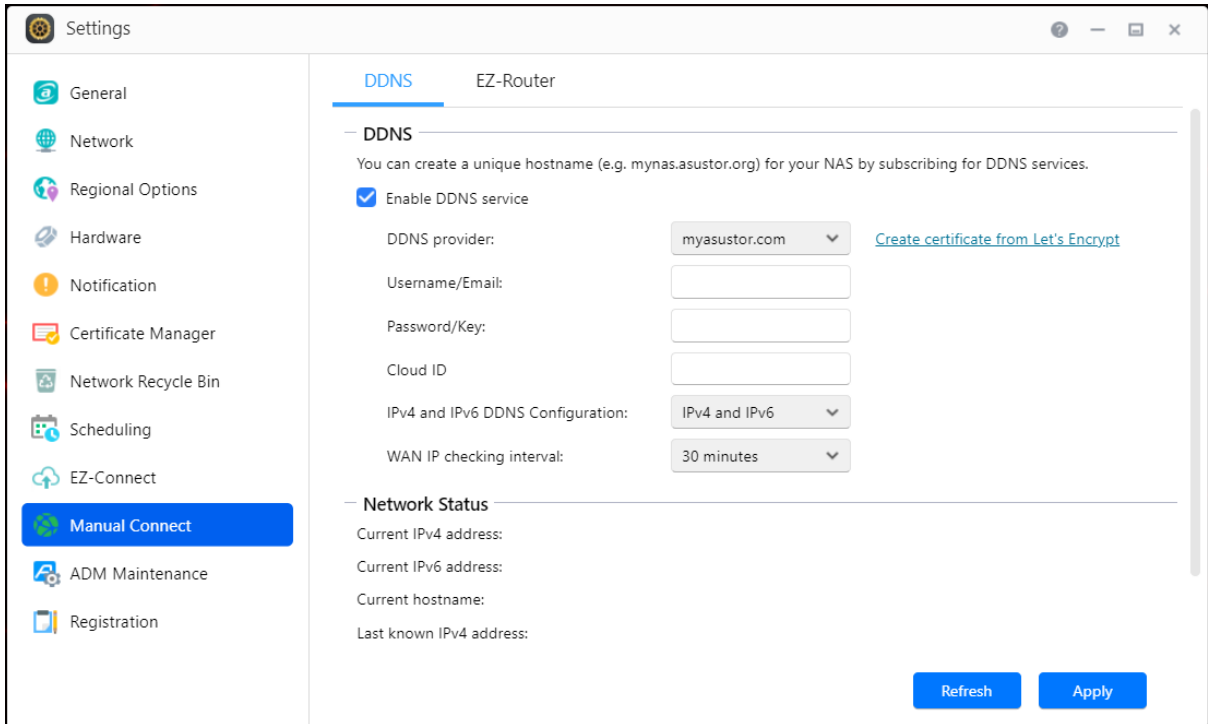 Settings
General
Network
Regional Options
Hardware
Notification
Certificate Manager
Network Recycle Bin
Scheduling
EZ-Connect
Manual Connect
ADM Maintenance
Registration
DDNS EZ-Router
DDNS
You can create a unique hostname (e.g. mynas.asustor.org) for your NAS by subscribing for DDNS services.
Enable DDNS service
DDNS provider: myasustor.com Create certificate from Let's Encrypt
Username/Email:
Password/Key:
Cloud ID
IPv4 and IPv6 DDNS Configuration: IPv4 and IPv6
WAN IP checking interval: 30 minutes
Network Status
Current IPv4 address:
Current IPv6 address:
Current hostname:
Last known IPv4 address:
Refresh Apply